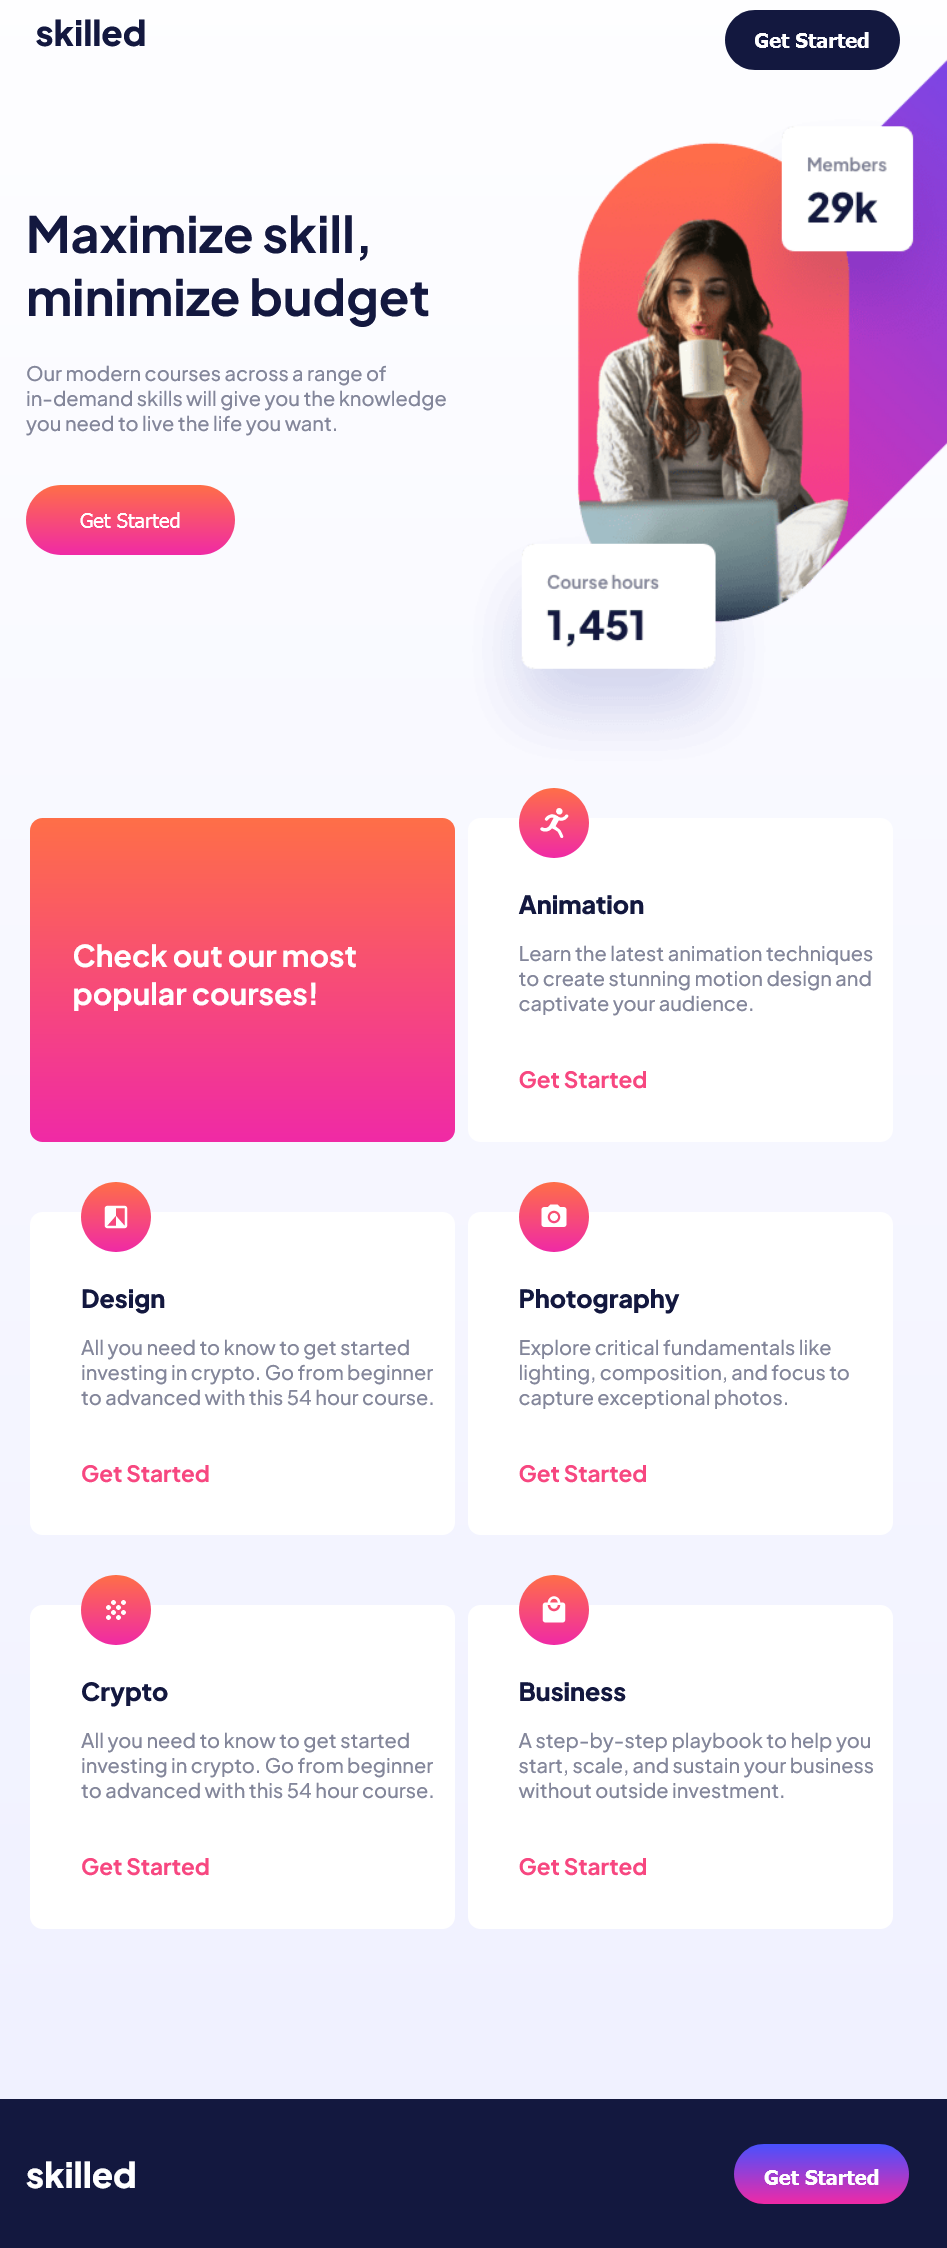 skilled
Get Started
Members
29k
Maximize skill,
minimize budget
Our modern courses across a range of
in-demand skills will give you the knowledge
you need to live the life you want.
Get Started
Course hours
1,451
Check out our most
popular courses!
Animation
Learn the latest animation techniques
to create stunning motion design and
captivate your audience.
Get Started
Design
All you need to know to get started
investing in crypto. Go from beginner
to advanced with this 54 hour course.
Get Started
Photography
Explore critical fundamentals like
lighting, composition, and focus to
capture exceptional photos.
Get Started
Crypto
All you need to know to get started
investing in crypto. Go from beginner
to advanced with this 54 hour course.
Get Started
Business
A step-by-step playbook to help you
start, scale, and sustain your business
without outside investment.
Get Started
skilled
Get Started